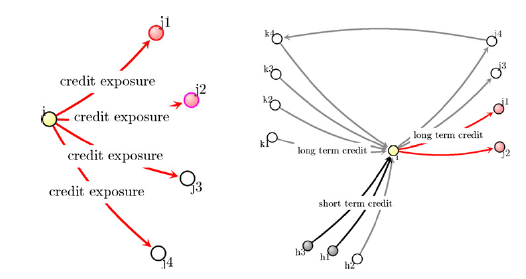 j1
i
credit exposure
j2
credit exposure
credit exposure
j3
credit exposure
j4
k4
j4
k3
j3
k2
j1
long term credit
k1
long term credit
i
j2
short term credit
h3
h1
h2